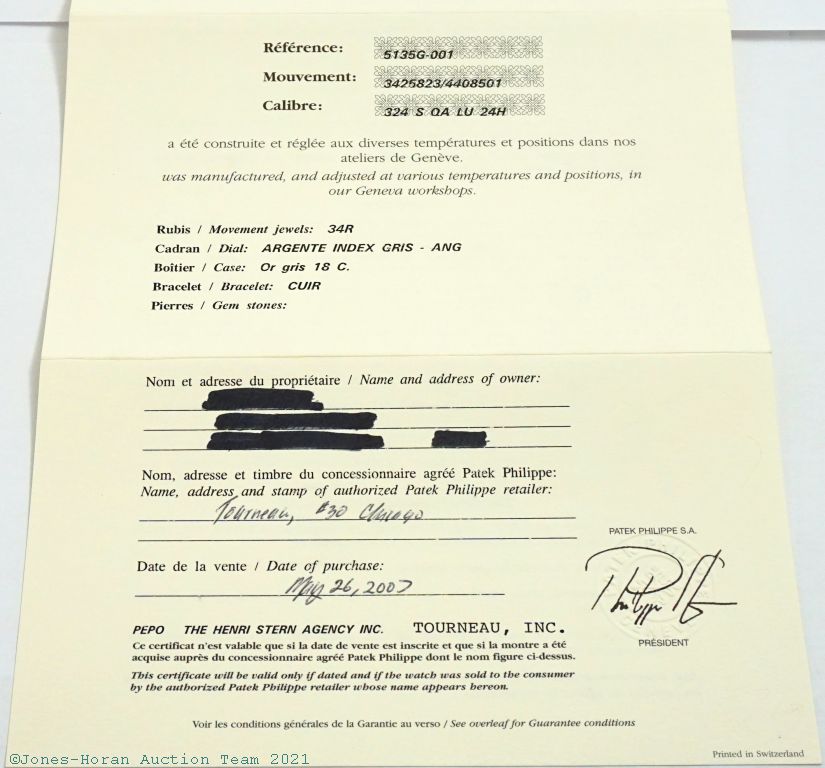 Référence: 5135G-001
Mouvement: 3425823/4408501
Calibre: 324 S QA LU 24H
a été construite et réglée aux diverses températures et positions dans nos
ateliers de Genève.
was manufactured, and adjusted at various temperatures and positions, in
our Geneva workshops.
Rubis / Movement jewels: 34R
Cadran / Dial: ARGENTE INDEX GRIS - ANG
Boîtier / Case: Or gris 18 C.
Bracelet / Bracelet: CUIR
Pierres / Gem stones:
Nom et adresse du propriétaire / Name and address of owner:
Nom, adresse et timbre du concessionnaire agréé Patek Philippe:
Name, address and stamp of authorized Patek Philippe retailer:
Tourneau, #30 Chicago
Date de la vente / Date of purchase:
May 26, 2007
PATEK PHILIPPE S.A.
PRÉSIDENT
PEPO THE HENRI STERN AGENCY INC. TOURNEAU, INC.
Ce certificat n'est valable que si la date de vente est inscrite et que si la montre a été
acquise auprès du concessionnaire agréé Patek Philippe dont le nom figure ci-dessus.
This certificate will be valid only if dated and if the watch was sold to the consumer
by the authorized Patek Philippe retailer whose name appears hereon.
Voir les conditions générales de la Garantie au verso / See overleaf for Guarantee conditions
Printed in Switzerland
©Jones-Horan Auction Team 2021